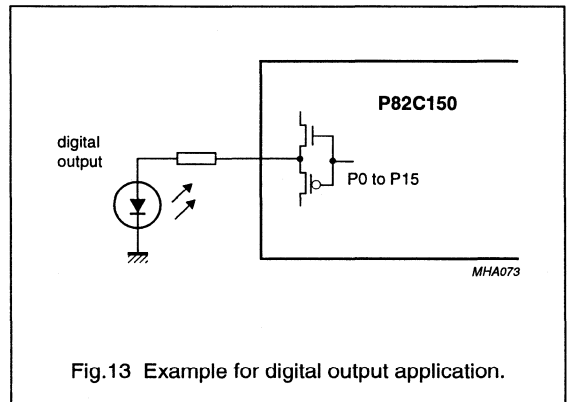 P82C150
digital
output
P0 to P15
MHA073
Fig.13 Example for digital output application.